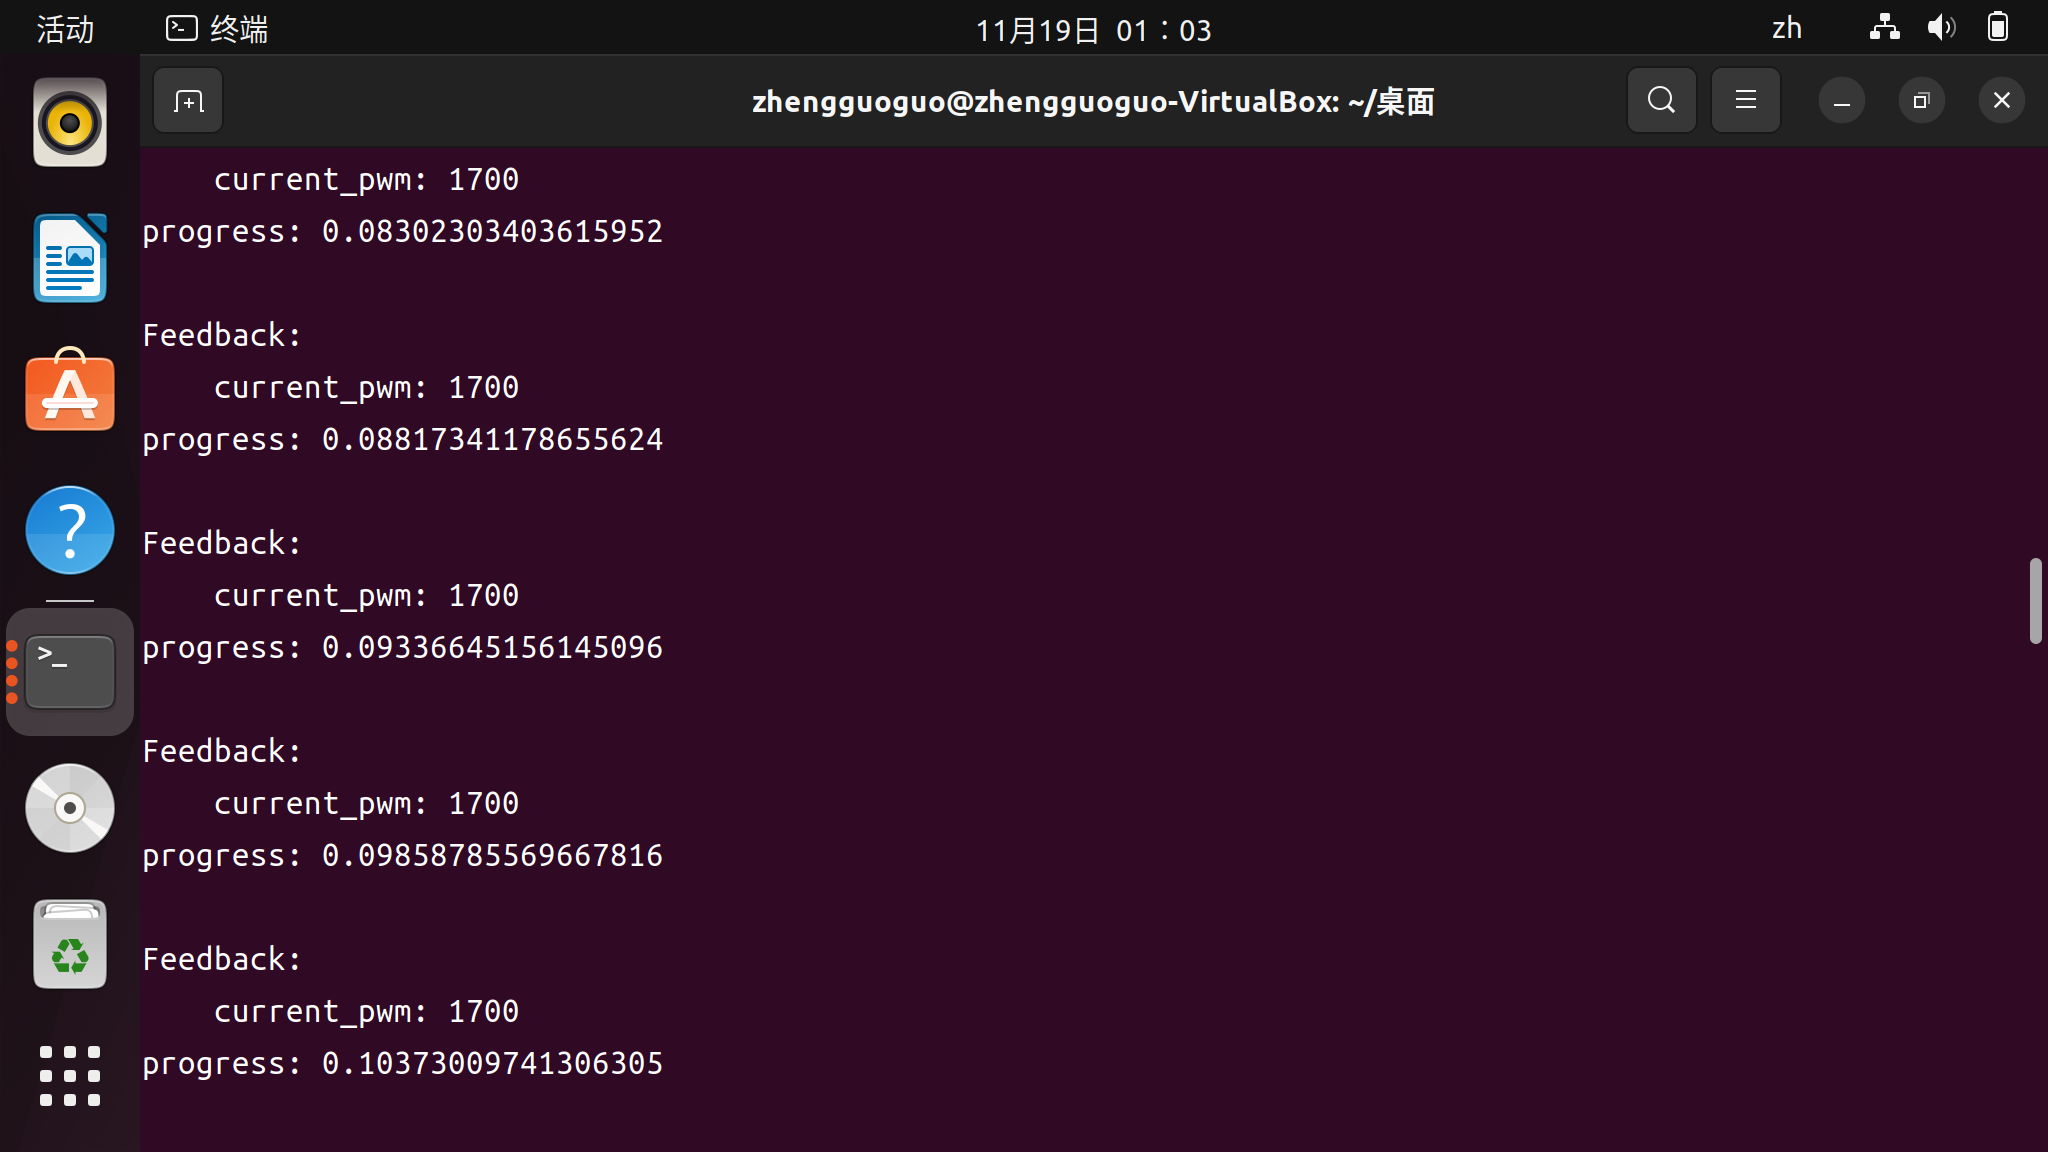 活动
终端
11月19日 01：03
zh
zhengguoguo@zhengguoguo-VirtualBox: ~/桌面
current_pwm: 1700
progress: 0.08302303403615952
Feedback:
current_pwm: 1700
progress: 0.08817341178655624
Feedback:
current_pwm: 1700
progress: 0.09336645156145096
Feedback:
current_pwm: 1700
progress: 0.09858785569667816
Feedback:
current_pwm: 1700
progress: 0.10373009741306305